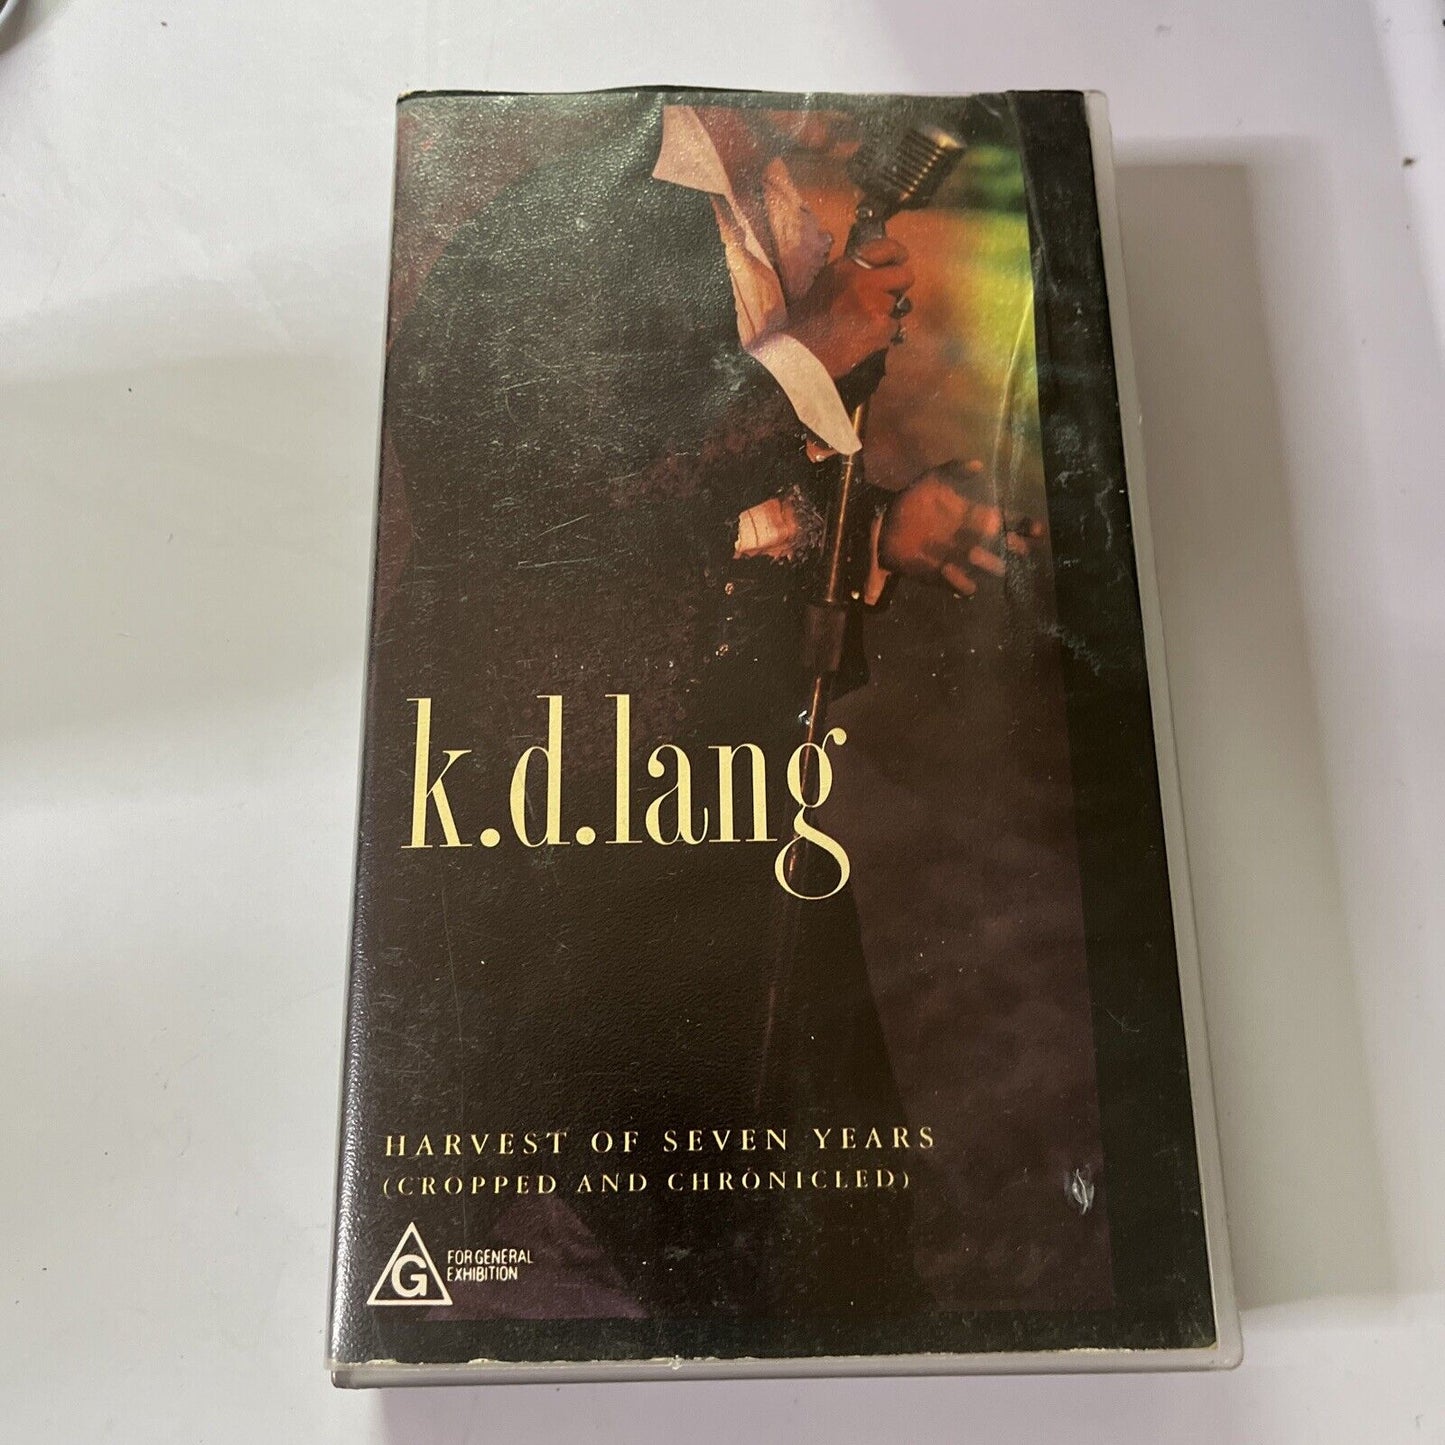 k.d.lang
HARVEST OF SEVEN YEARS
(CROPPED AND CHRONICLED)
G
FOR GENERAL
EXHIBITION